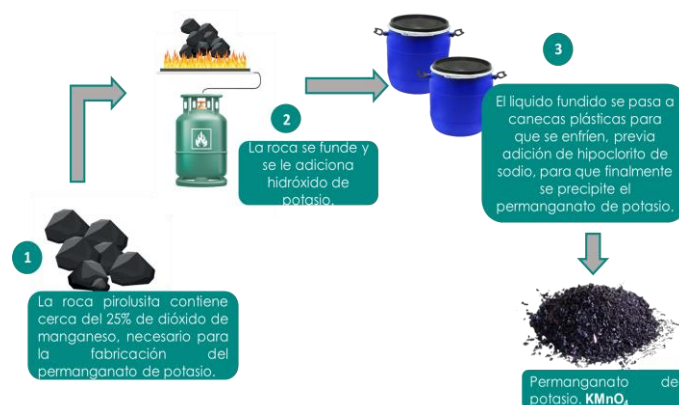 1
La roca pirolusita contiene
cerca del 25% de dióxido de
manganeso, necesario para
la fabricación del
permanganato de potasio.
2
La roca se funde y
se le adiciona
hidróxido de
potasio.
3
El liquido fundido se pasa a
canecas plásticas para
que se enfríen, previa
adición de hipoclorito de
sodio, para que finalmente
se precipite el
permanganato de potasio.
Permanganato de
potasio. KMnO₄